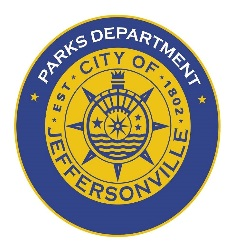 PARKS DEPARTMENT
CITY OF
EST 1802
JEFFERSONVILLE